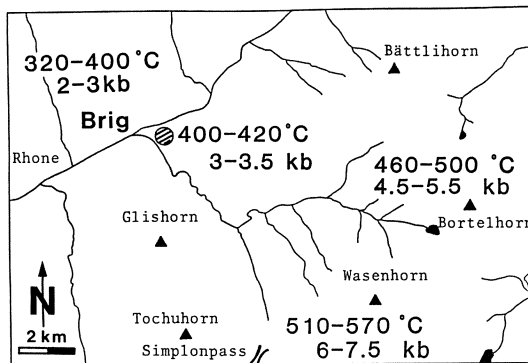 Bättlihorn
320–400°C
2–3kb
Brig
400–420°C
3–3.5 kb
Rhone
460–500°C
4.5–5.5 kb
Glishorn
Bortelhorn
Wasenhorn
N
Tochuhorn
510–570°C
2 km
Simplonpass
6–7.5 kb